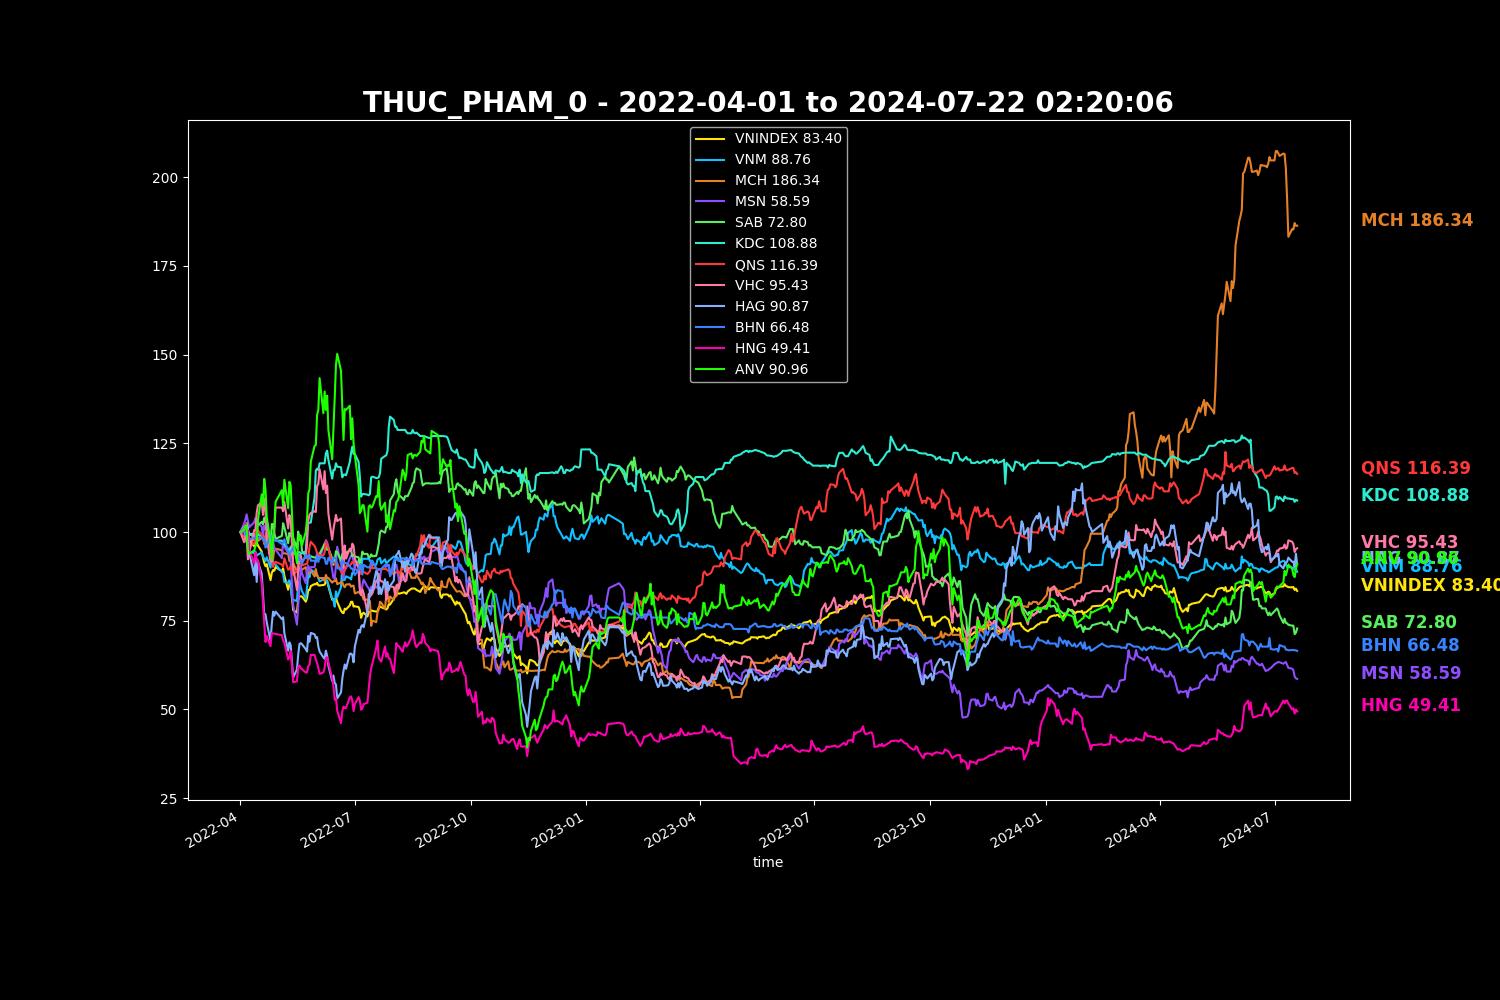 THUC_PHAM_0 - 2022-04-01 to 2024-07-22 02:20:06
VNINDEX 83.40
VNM 88.76
MCH 186.34
MSN 58.59
SAB 72.80
KDC 108.88
QNS 116.39
VHC 95.43
HAG 90.87
BHN 66.48
HNG 49.41
ANV 90.96
200
175
150
125
100
75
50
25
2022-04
2022-07
2022-10
2023-01
2023-04
2023-07
2023-10
2024-01
2024-04
2024-07
time
MCH 186.34
QNS 116.39
KDC 108.88
VHC 95.43
VNM 88.76
VNINDEX 83.40
SAB 72.80
BHN 66.48
MSN 58.59
HNG 49.41